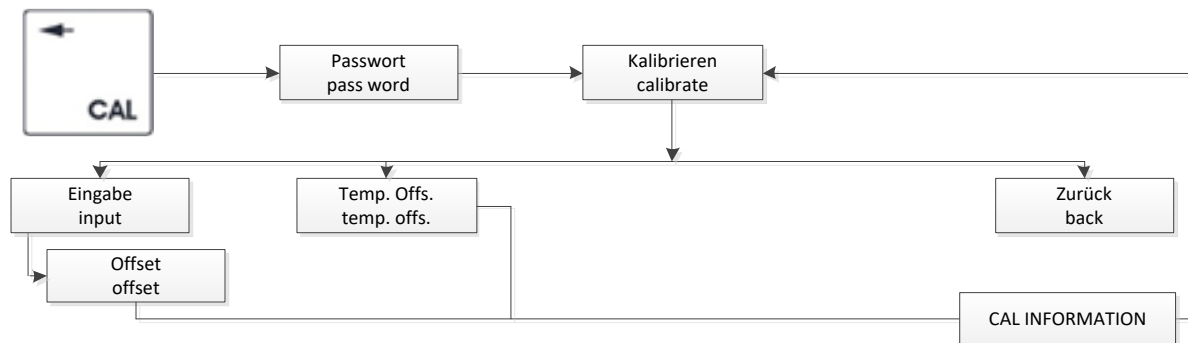 CAL
Passwort
pass word
Kalibrieren
calibrate
Eingabe
input
Temp. Offs.
temp. offs.
Zurück
back
Offset
offset
CAL INFORMATION